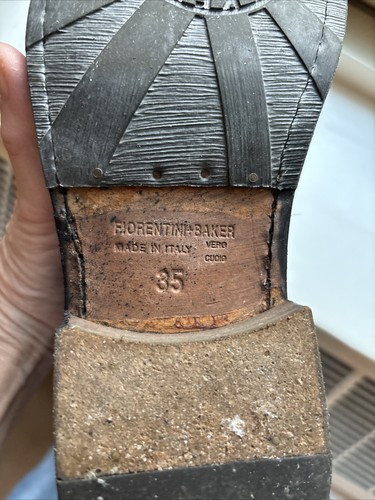 FIORENTINI+BAKER
MADE IN ITALY VERO
CUOIO
35